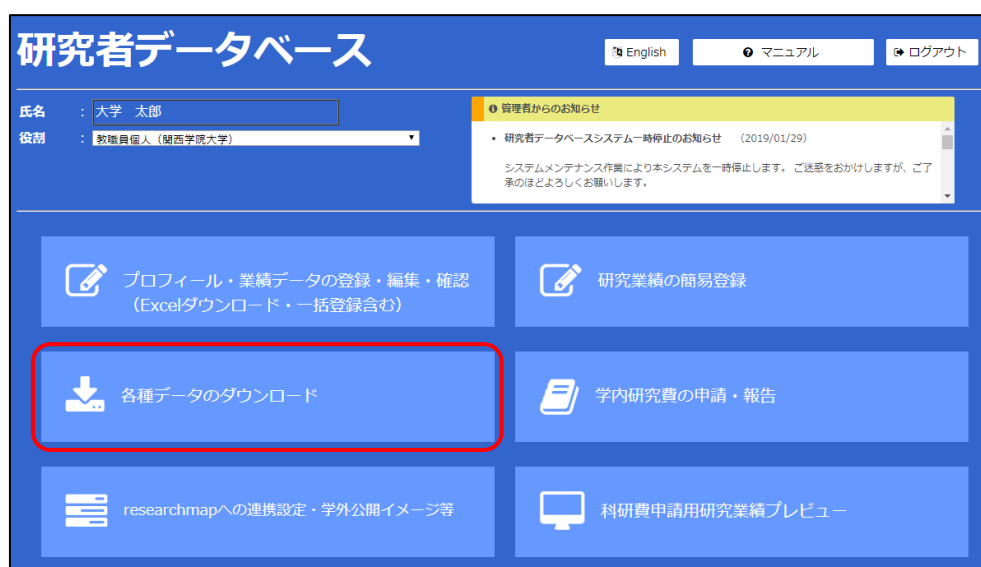 研究者データベース
English
マニュアル
ログアウト
氏名 : 大学 太郎
役割 : 教職員個人（関西学院大学）
管理者からのお知らせ
・ 研究者データベースシステム一時停止のお知らせ （2019/01/29）
システムメンテナンス作業により本システムを一時停止します。 ご迷惑をおかけしますが、ご了
承のほどよろしくお願いします。
プロフィール・業績データの登録・編集・確認
（Excelダウンロード・一括登録含む）
研究業績の簡易登録
各種データのダウンロード
学内研究費の申請・報告
researchmapへの連携設定・学外公開イメージ等
科研費申請用研究業績プレビュー